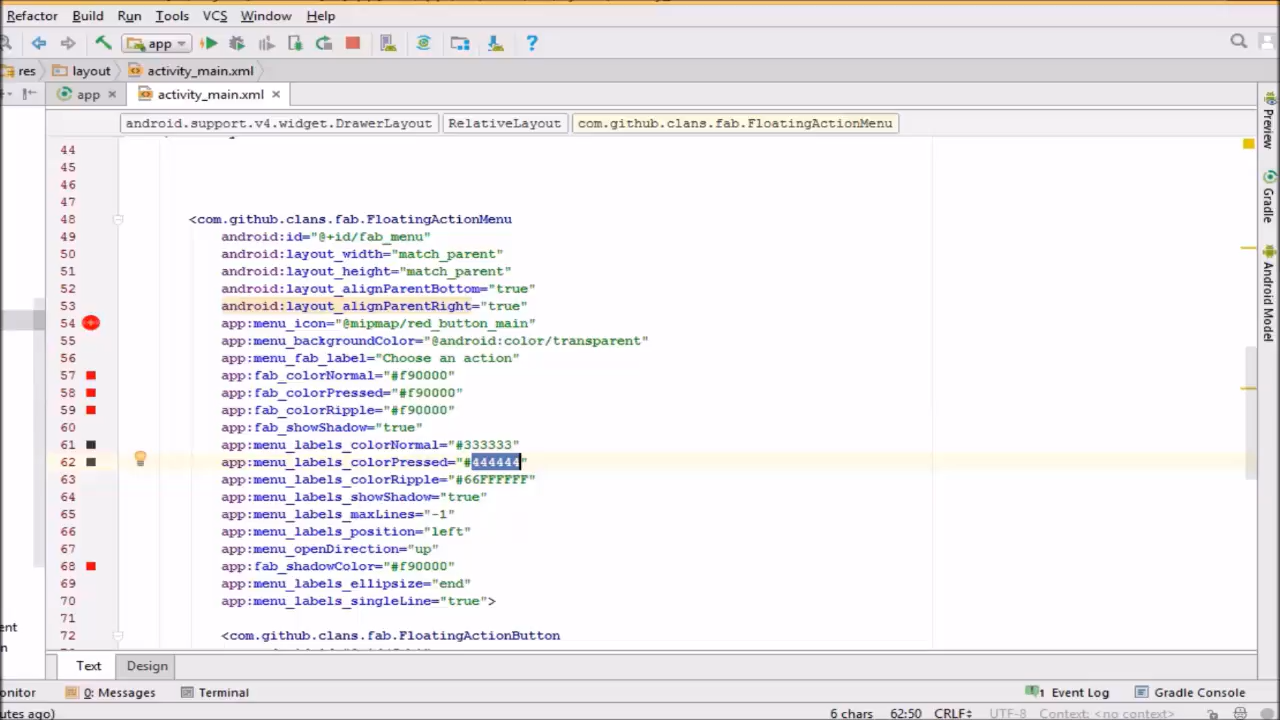 Refactor Build Run Tools VCS Window Help
app
res layout activity_main.xml
app activity_main.xml
android.support.v4.widget.DrawerLayout RelativeLayout com.github.clans.fab.FloatingActionMenu
44
45
46
47
48 <com.github.clans.fab.FloatingActionMenu
49 android:id="@+id/fab_menu"
50 android:layout_width="match_parent"
51 android:layout_height="match_parent"
52 android:layout_alignParentBottom="true"
53 android:layout_alignParentRight="true"
54 app:menu_icon="@mipmap/red_button_main"
55 app:menu_backgroundColor="@android:color/transparent"
56 app:menu_fab_label="Choose an action"
57 app:fab_colorNormal="#f90000"
58 app:fab_colorPressed="#f90000"
59 app:fab_colorRipple="#f90000"
60 app:fab_showShadow="true"
61 app:menu_labels_colorNormal="#333333"
62 app:menu_labels_colorPressed="#444444"
63 app:menu_labels_colorRipple="#66FFFFFF"
64 app:menu_labels_showShadow="true"
65 app:menu_labels_maxLines="-1"
66 app:menu_labels_position="left"
67 app:menu_openDirection="up"
68 app:fab_shadowColor="#f90000"
69 app:menu_labels_ellipsize="end"
70 app:menu_labels_singleLine="true">
71
72 <com.github.clans.fab.FloatingActionButton
Preview
Gradle
Android Model
Text Design
onitor 0: Messages Terminal 1 Event Log Gradle Console
utes ago) 6 chars 62:50 CRLF UTF-8 Context: <no context>